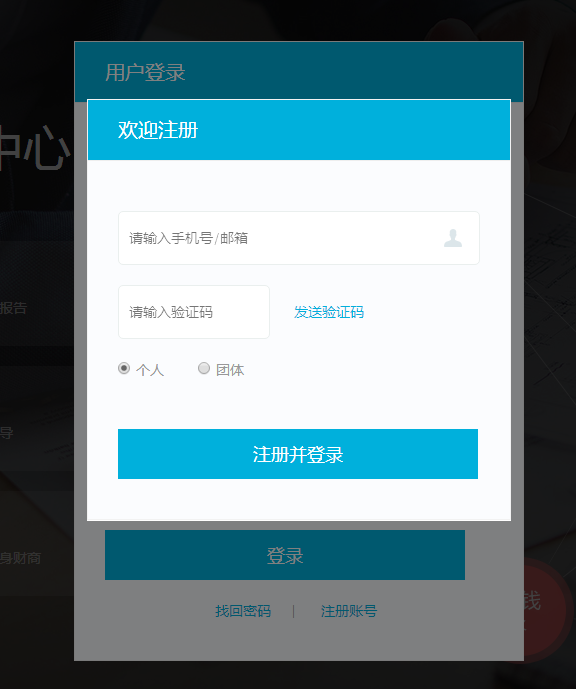 用户登录
欢迎注册
中心
请输入手机号/邮箱
报告
请输入验证码 发送验证码
个人 团体
导
注册并登录
登录
身财商
钱
找回密码 | 注册账号